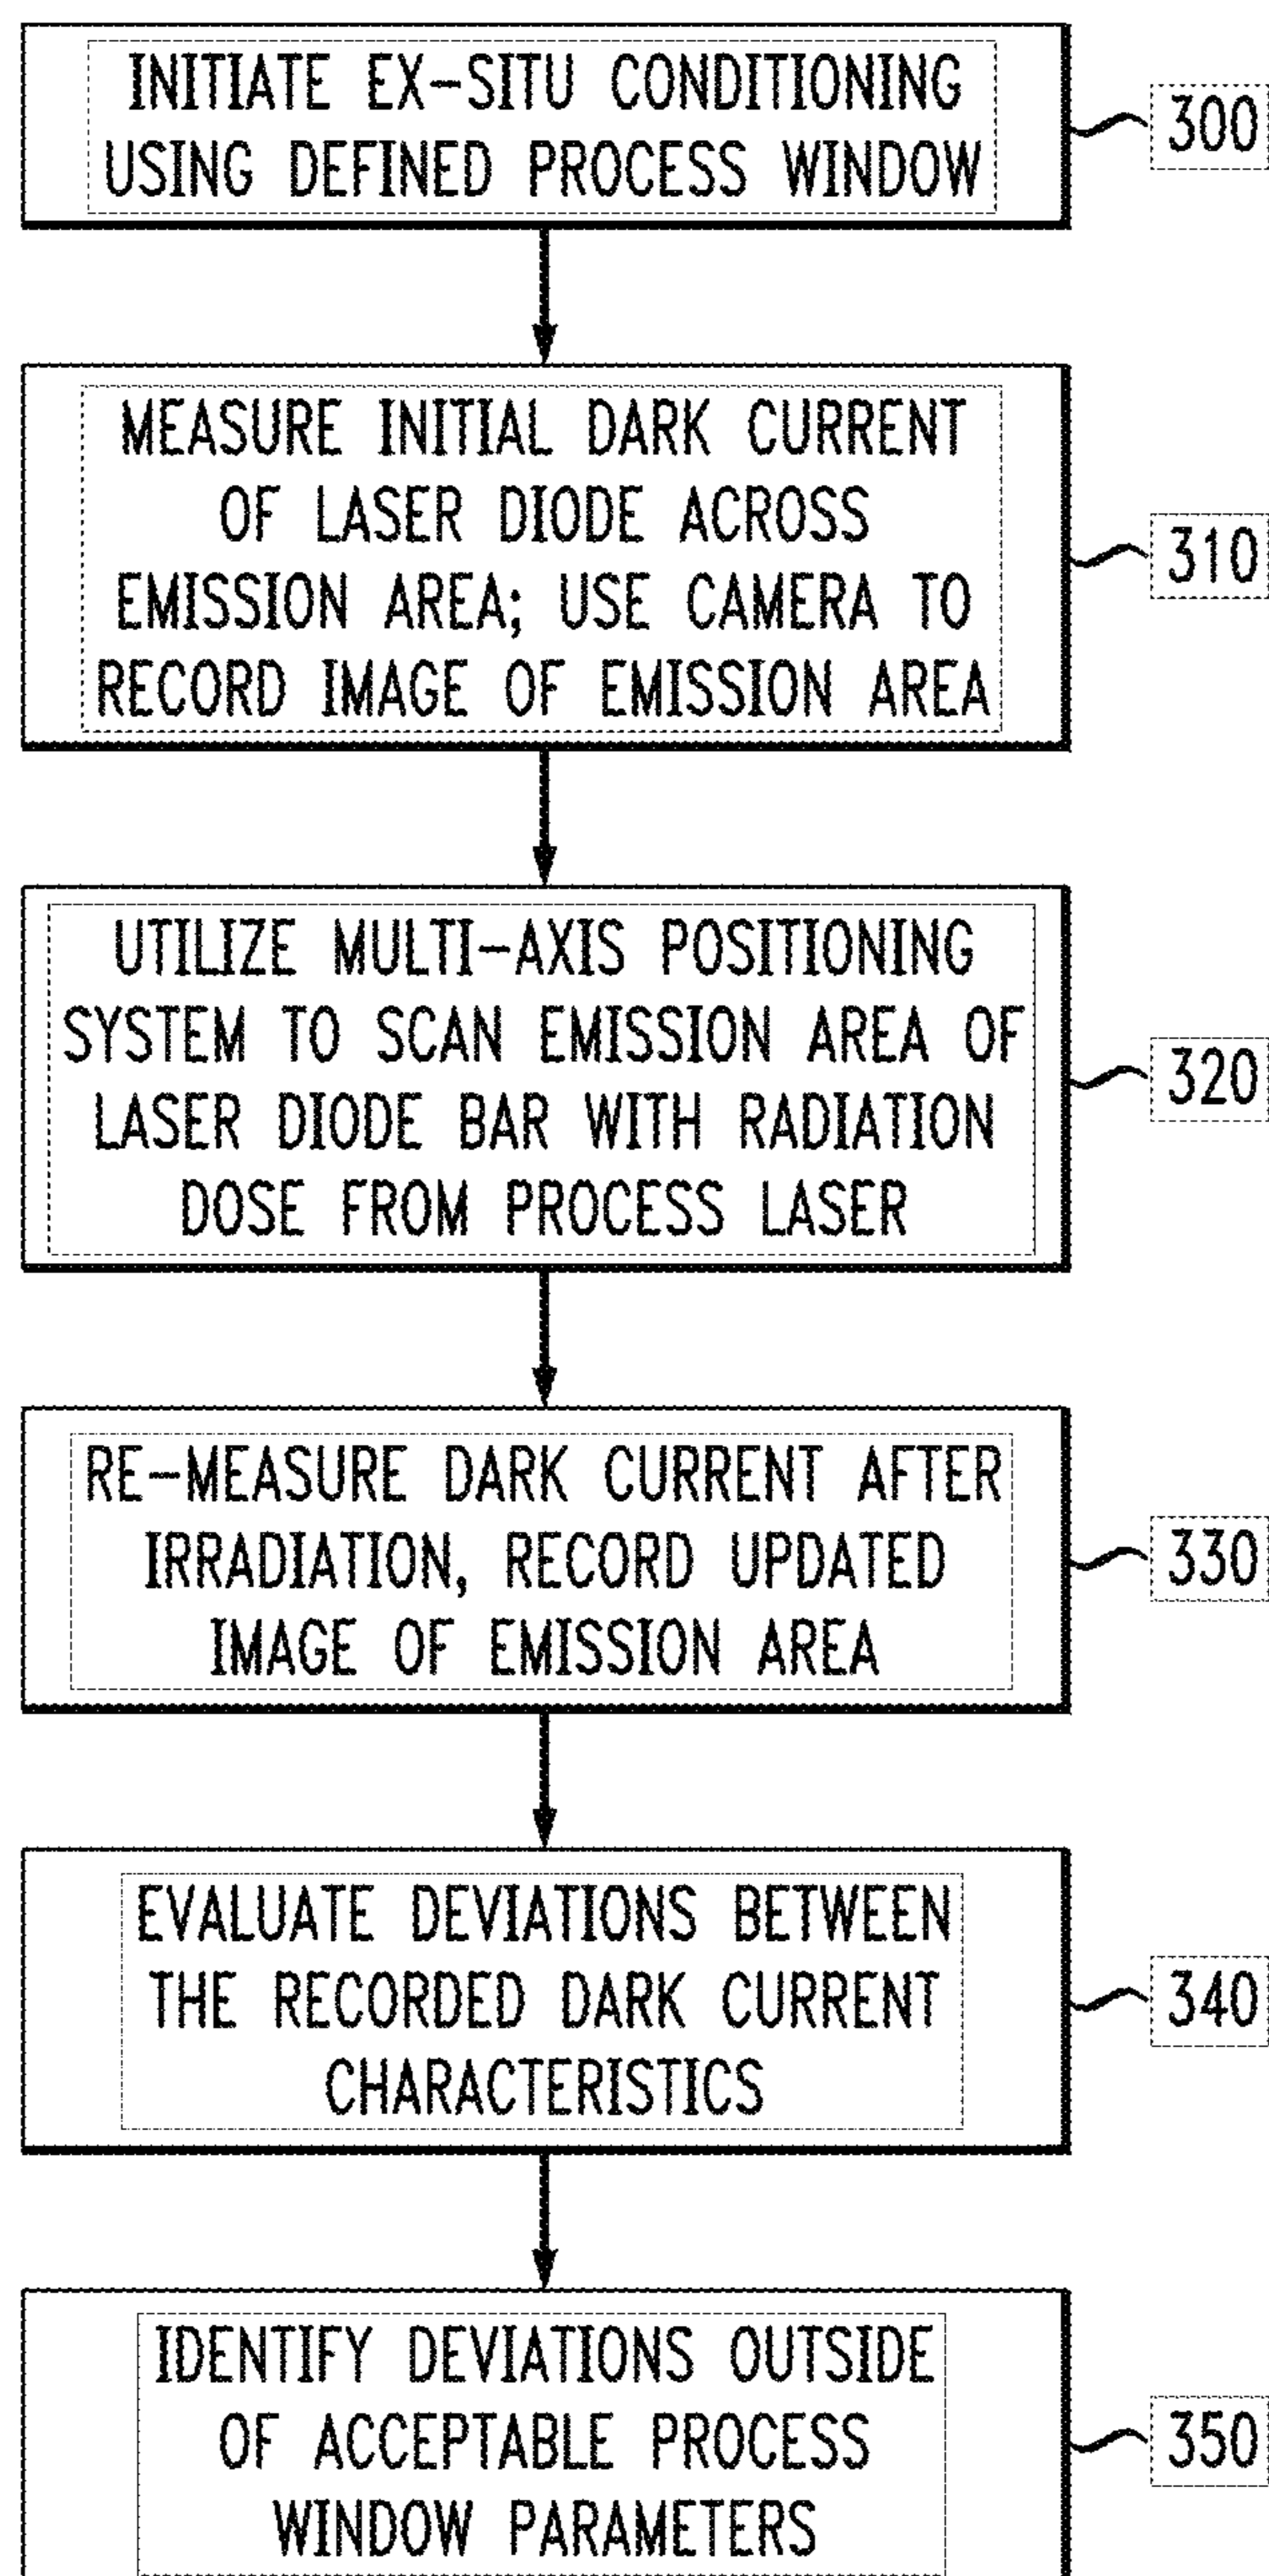 INITIATE EX-SITU CONDITIONING
USING DEFINED PROCESS WINDOW
300
MEASURE INITIAL DARK CURRENT
OF LASER DIODE ACROSS
EMISSION AREA; USE CAMERA TO
RECORD IMAGE OF EMISSION AREA
310
UTILIZE MULTI-AXIS POSITIONING
SYSTEM TO SCAN EMISSION AREA OF
LASER DIODE BAR WITH RADIATION
DOSE FROM PROCESS LASER
320
RE-MEASURE DARK CURRENT AFTER
IRRADIATION, RECORD UPDATED
IMAGE OF EMISSION AREA
330
EVALUATE DEVIATIONS BETWEEN
THE RECORDED DARK CURRENT
CHARACTERISTICS
340
IDENTIFY DEVIATIONS OUTSIDE
OF ACCEPTABLE PROCESS
WINDOW PARAMETERS
350